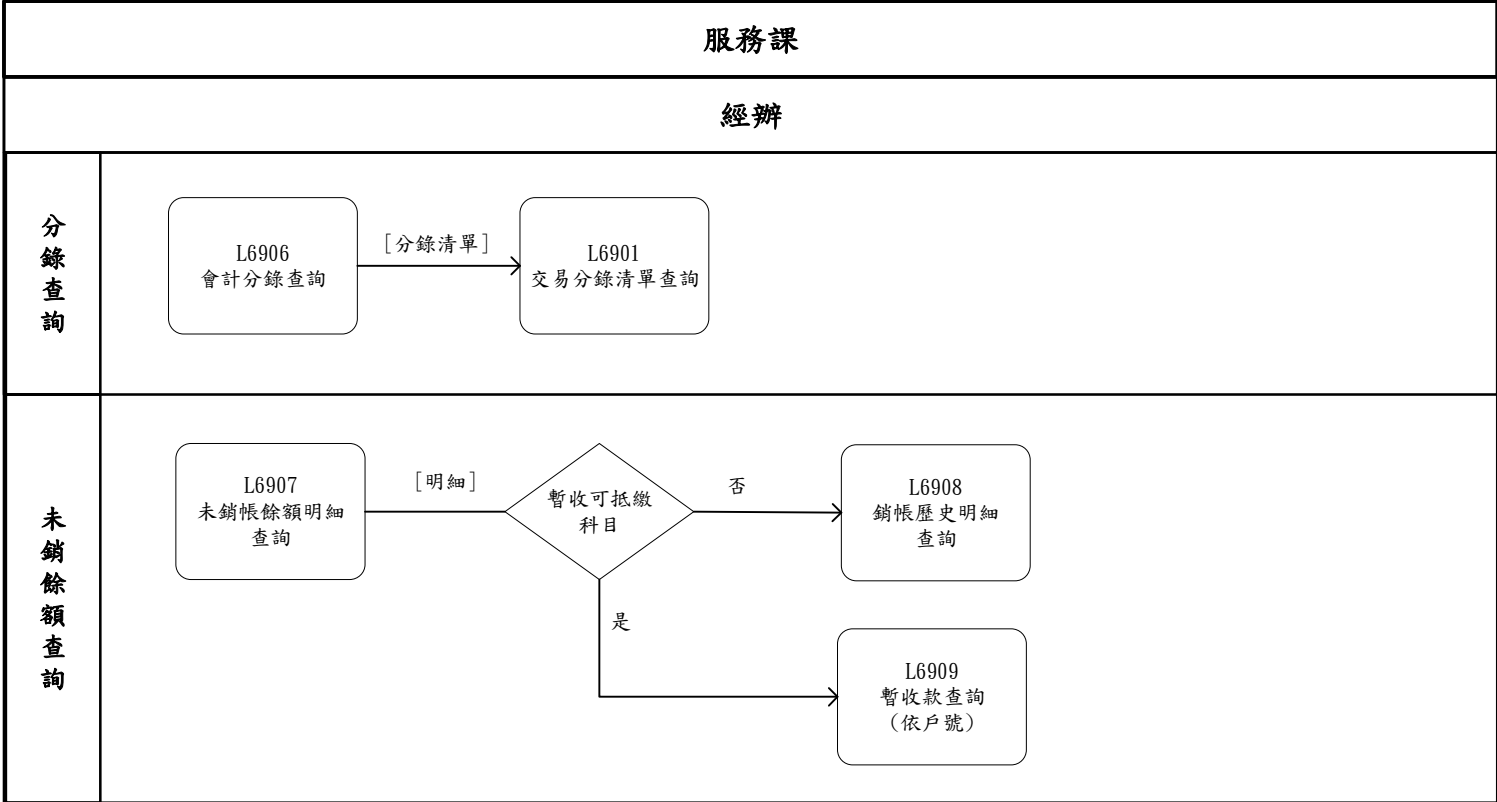 服務課
經辦
分錄查詢
L6906
會計分錄查詢
[分錄清單]
L6901
交易分錄清單查詢
未銷餘額查詢
L6907
未銷帳餘額明細
查詢
[明細]
暫收可抵繳
科目
否
L6908
銷帳歷史明細
查詢
是
L6909
暫收款查詢
(依戶號)